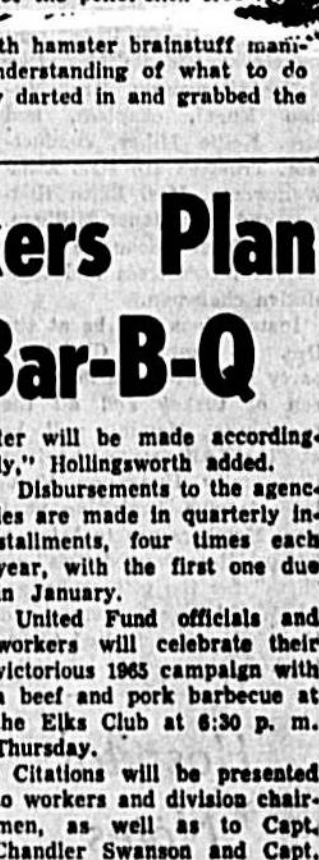 th hamster brainstuff mani-
nderstanding of what to do
y darted in and grabbed the
ers Plan
Bar-B-Q
ter will be made according-
ly," Hollingsworth added.
Disbursements to the agenc-
ies are made in quarterly in-
stallments, four times each
year, with the first one due
in January.
United Fund officials and
workers will celebrate their
victorious 1965 campaign with
a beef and pork barbecue at
the Elks Club at 6:30 p. m.
Thursday.
Citations will be presented
to workers and division chair-
men, as well as to Capt.
Chandler Swanson and Capt.